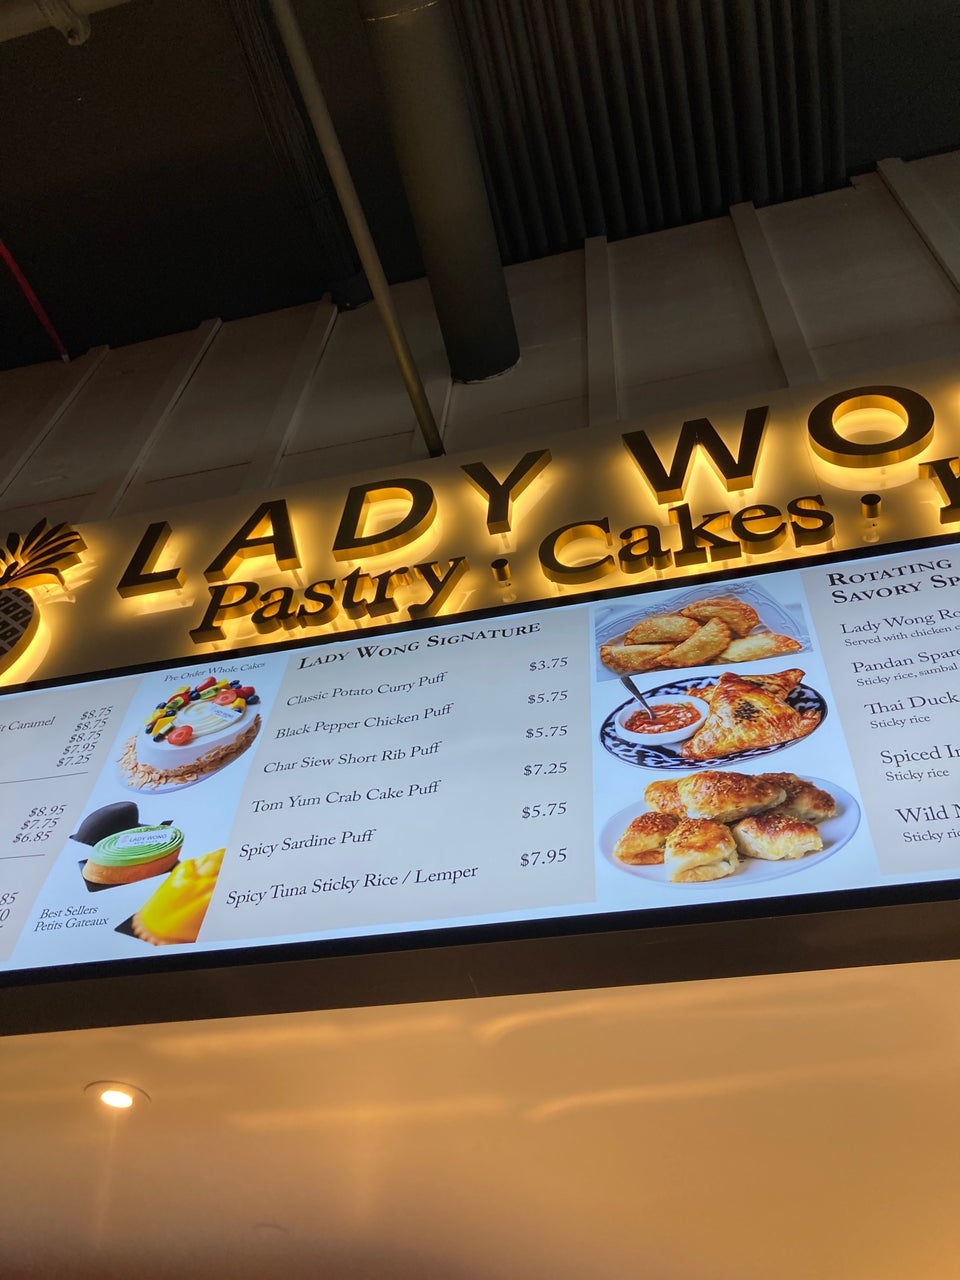 LADY WO
Pastry · Cakes ·
Caramel
$8.75
$8.75
$8.75
$7.95
$7.25
$8.95
$7.75
$6.85
Pre Order Whole Cakes
LADY WONG
Best Sellers
Petits Gateaux
LADY WONG SIGNATURE
Classic Potato Curry Puff $3.75
Black Pepper Chicken Puff $5.75
Char Siew Short Rib Puff $5.75
Tom Yum Crab Cake Puff $7.25
Spicy Sardine Puff $5.75
Spicy Tuna Sticky Rice / Lemper $7.95
ROTATING
SAVORY SP
Lady Wong Ro
Served with chicken c
Pandan Spare
Sticky rice, sambal
Thai Duck
Sticky rice
Spiced
Sticky rice
Wild
Sticky